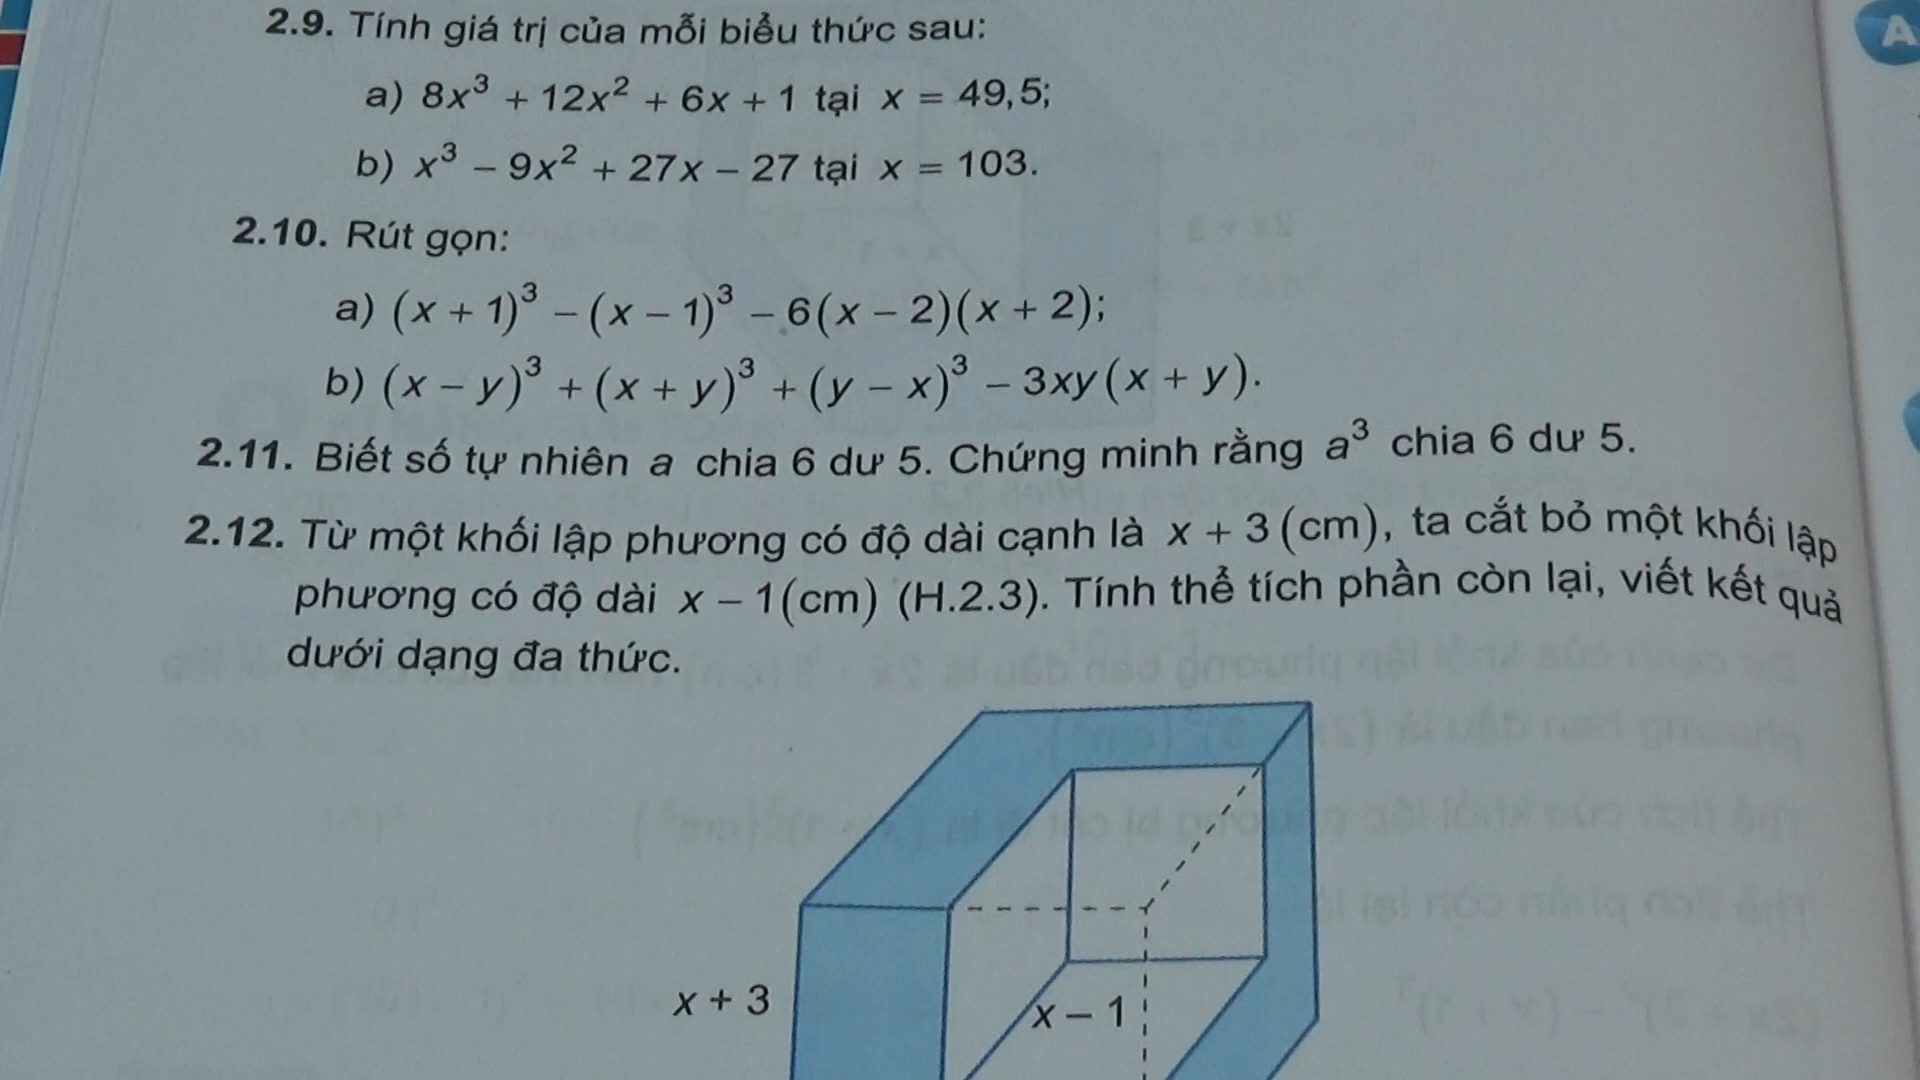 2.9. Tính giá trị của mỗi biểu thức sau:
a) 8x³ + 12x² + 6x + 1 tại x = 49,5;
b) x³ − 9x² + 27x − 27 tại x = 103.
2.10. Rút gọn:
a) (x + 1)³ − (x − 1)³ − 6(x − 2)(x + 2);
b) (x − y)³ + (x + y)³ + (y − x)³ − 3xy(x + y).
2.11. Biết số tự nhiên a chia 6 dư 5. Chứng minh rằng a³ chia 6 dư 5.
2.12. Từ một khối lập phương có độ dài cạnh là x + 3 (cm), ta cắt bỏ một khối lập
phương có độ dài x − 1(cm) (H.2.3). Tính thể tích phần còn lại, viết kết quả
dưới dạng đa thức.
x + 3
x − 1
A